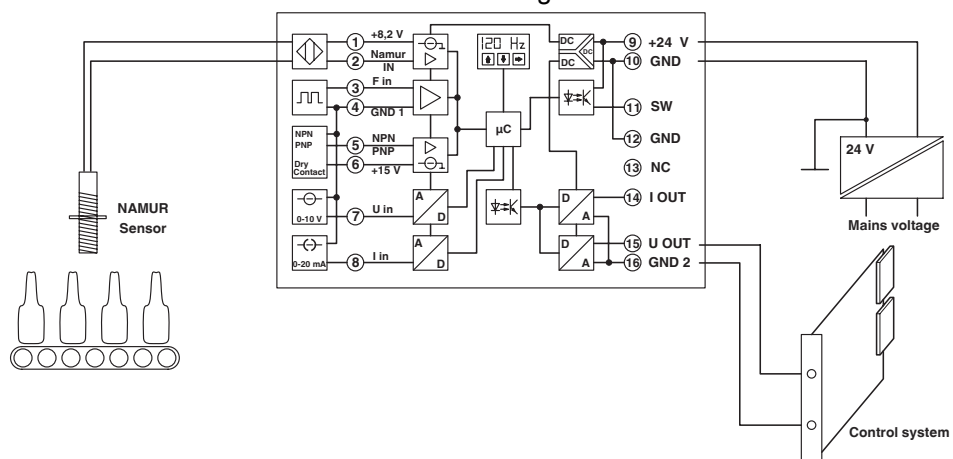 g
120 Hz
1 +8,2 V
2 Namur
IN
3 F in
4 GND 1
5 NPN
PNP
6 +15 V
7 U in
8 I in
NPN
PNP
Dry
Contact
0-10 V
0-20 mA
A
D
A
D
µC
DC
DC
DC
D
A
D
A
9 +24 V
10 GND
11 SW
12 GND
13 NC
14 I OUT
15 U OUT
16 GND 2
NAMUR
Sensor
24 V
Mains voltage
Control system